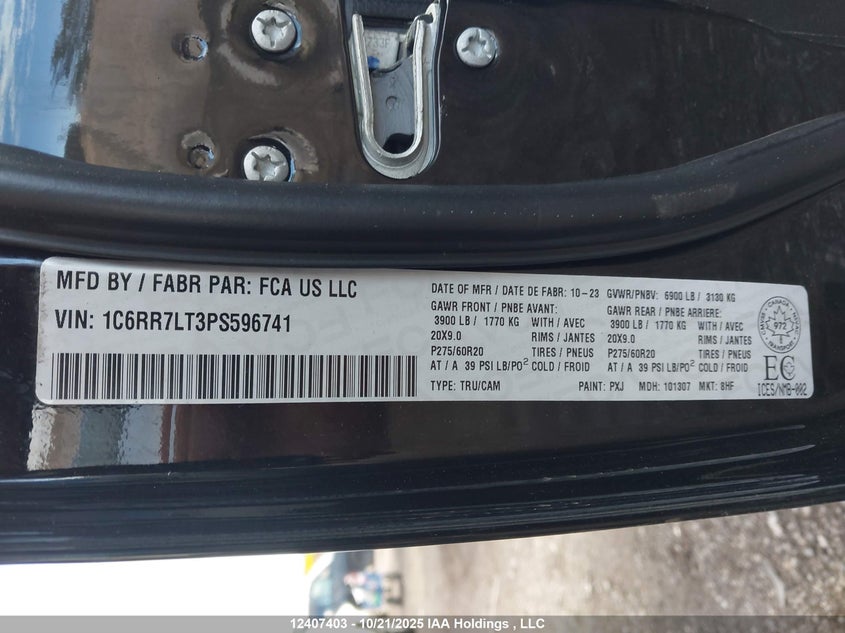 MFD BY / FABR PAR: FCA US LLC
VIN: 1C6RR7LT3PS596741
DATE OF MFR / DATE DE FABR: 10-23 GVWR/PNBV: 6900 LB / 3130 KG
GAWR FRONT / PNBE AVANT: GAWR REAR / PNBE ARRIERE:
3900 LB / 1770 KG WITH / AVEC 3900 LB / 1770 KG WITH / AVEC
20X9.0 RIMS / JANTES 20X9.0 RIMS / JANTES
P275/60R20 TIRES / PNEUS P275/60R20 TIRES / PNEUS
AT / A 39 PSI LB/PO² COLD / FROID AT / A 39 PSI LB/PO² COLD / FROID
TYPE: TRU/CAM PAINT: PXJ MDH: 101307 MKT: 8HF
CANADA
972
TRANSPORT
EC
ICES/NMB-002
12407403 - 10/21/2025 IAA Holdings , LLC